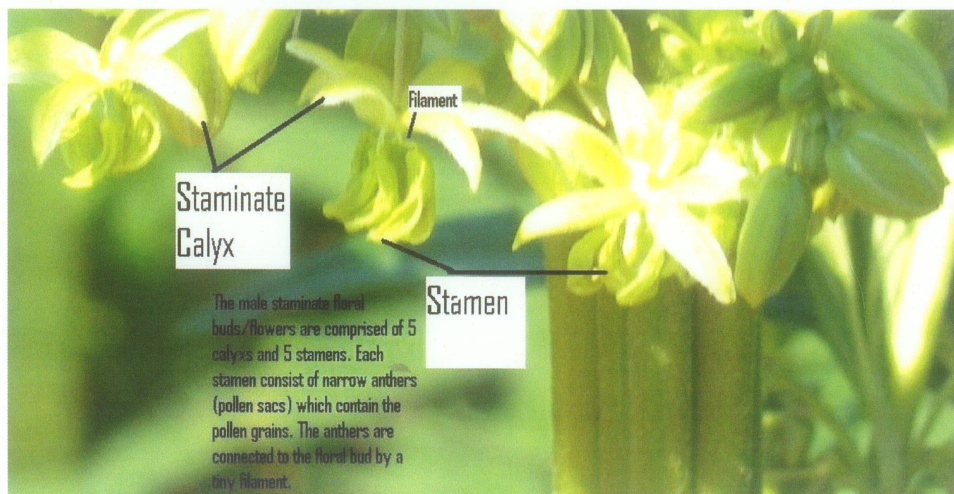 Filament
Staminate
Calyx
Stamen
The male staminate floral
buds/flowers are comprised of 5
calyxs and 5 stamens. Each
stamen consist of narrow anthers
(pollen sacs) which contain the
pollen grains. The anthers are
connected to the floral bud by a
tiny filament.